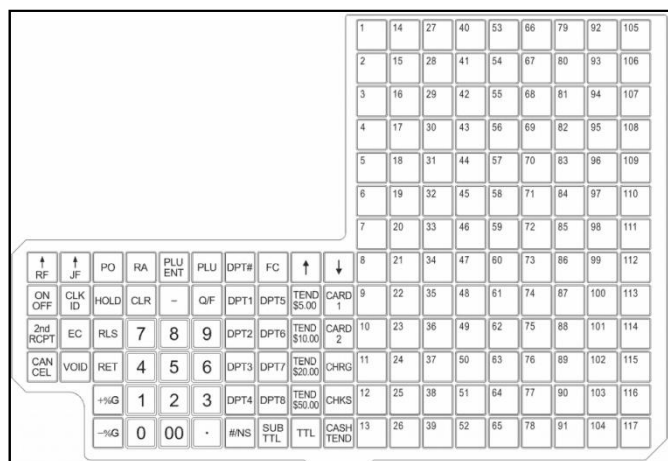 1 14 27 40 53 66 79 92 105
2 15 28 41 54 67 80 93 106
3 16 29 42 55 68 81 94 107
4 17 30 43 56 69 82 95 108
5 18 31 44 57 70 83 96 109
6 19 32 45 58 71 84 97 110
7 20 33 46 59 72 85 98 111
↑ RF ↑ JF PO RA PLU ENT PLU DPT# FC ↑ ↓ 8 21 34 47 60 73 86 99 112
ON OFF CLK ID HOLD CLR – Q/F DPT1 DPT5 TEND $5.00 CARD 1 9 22 35 48 61 74 87 100 113
2nd RCPT EC RLS 7 8 9 DPT2 DPT6 TEND $10.00 CARD 2 10 23 36 49 62 75 88 101 114
CAN CEL VOID RET 4 5 6 DPT3 DPT7 TEND $20.00 CHRG 11 24 37 50 63 76 89 102 115
+%G 1 2 3 DPT4 DPT8 TEND $50.00 CHKS 12 25 38 51 64 77 90 103 116
–%G 0 00 · #/NS SUB TTL TTL CASH TEND 13 26 39 52 65 78 91 104 117